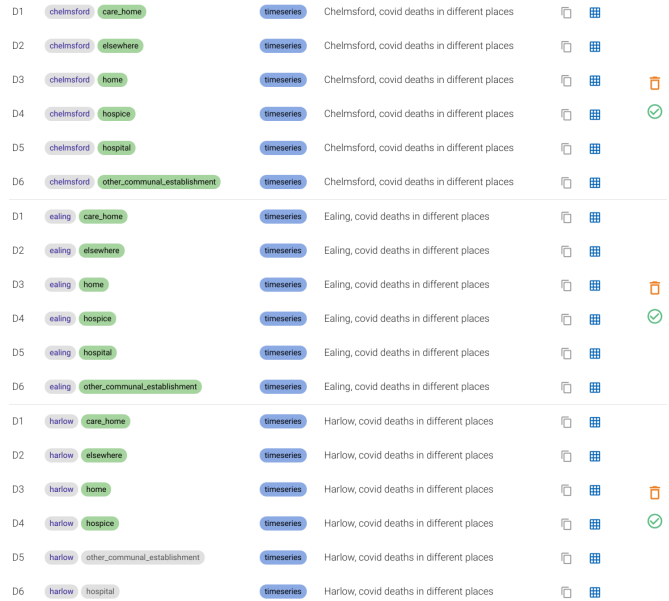 D1 chelmsford care_home timeseries Chelmsford, covid deaths in different places
D2 chelmsford elsewhere timeseries Chelmsford, covid deaths in different places
D3 chelmsford home timeseries Chelmsford, covid deaths in different places
D4 chelmsford hospice timeseries Chelmsford, covid deaths in different places
D5 chelmsford hospital timeseries Chelmsford, covid deaths in different places
D6 chelmsford other_communal_establishment timeseries Chelmsford, covid deaths in different places
D1 ealing care_home timeseries Ealing, covid deaths in different places
D2 ealing elsewhere timeseries Ealing, covid deaths in different places
D3 ealing home timeseries Ealing, covid deaths in different places
D4 ealing hospice timeseries Ealing, covid deaths in different places
D5 ealing hospital timeseries Ealing, covid deaths in different places
D6 ealing other_communal_establishment timeseries Ealing, covid deaths in different places
D1 harlow care_home timeseries Harlow, covid deaths in different places
D2 harlow elsewhere timeseries Harlow, covid deaths in different places
D3 harlow home timeseries Harlow, covid deaths in different places
D4 harlow hospice timeseries Harlow, covid deaths in different places
D5 harlow other_communal_establishment timeseries Harlow, covid deaths in different places
D6 harlow hospital timeseries Harlow, covid deaths in different places